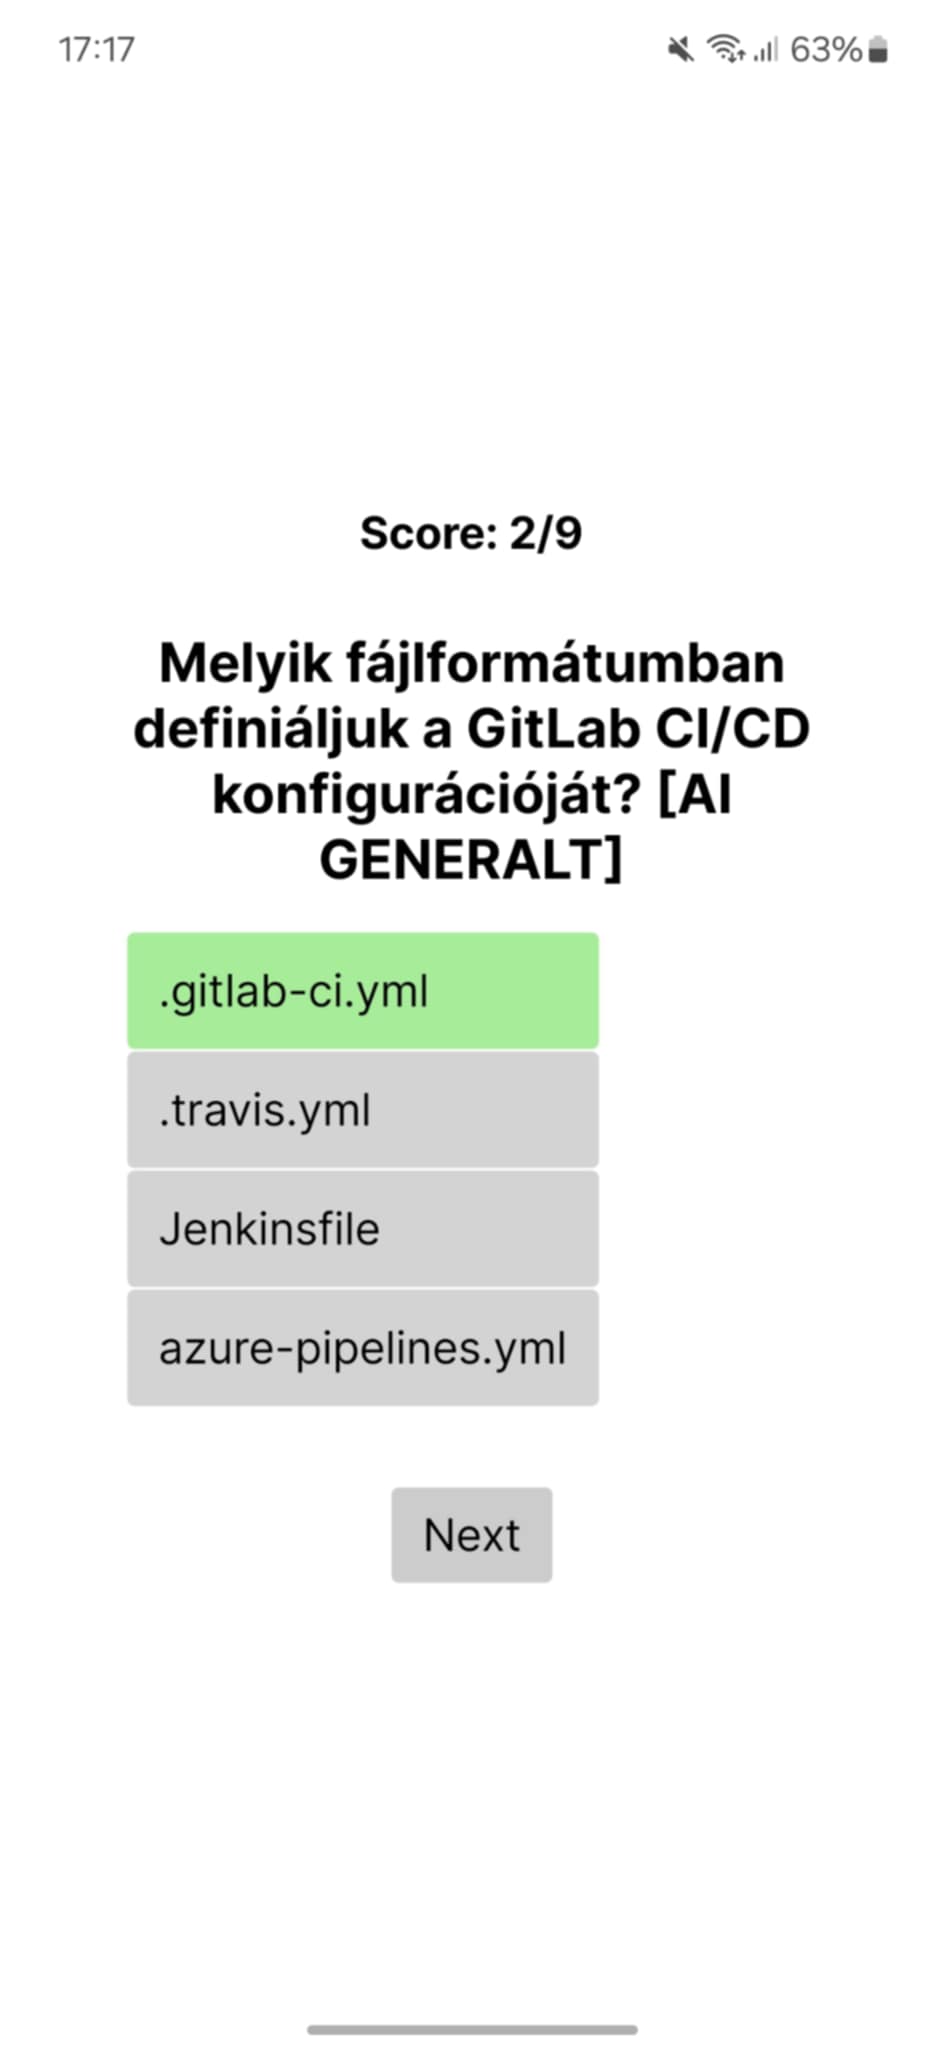 17:17
63%
Score: 2/9
Melyik fájlformátumban
definiáljuk a GitLab CI/CD
konfigurációját? [AI
GENERALT]
.gitlab-ci.yml
.travis.yml
Jenkinsfile
azure-pipelines.yml
Next